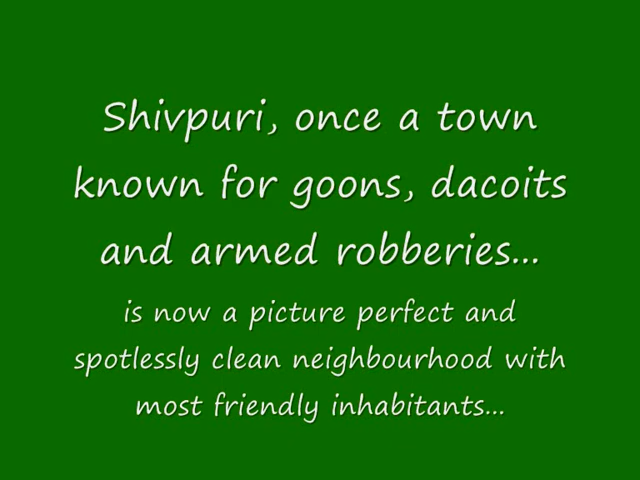 Shivpuri, once a town
known for goons, dacoits
and armed robberies...
is now a picture perfect and
spotlessly clean neighbourhood with
most friendly inhabitants...